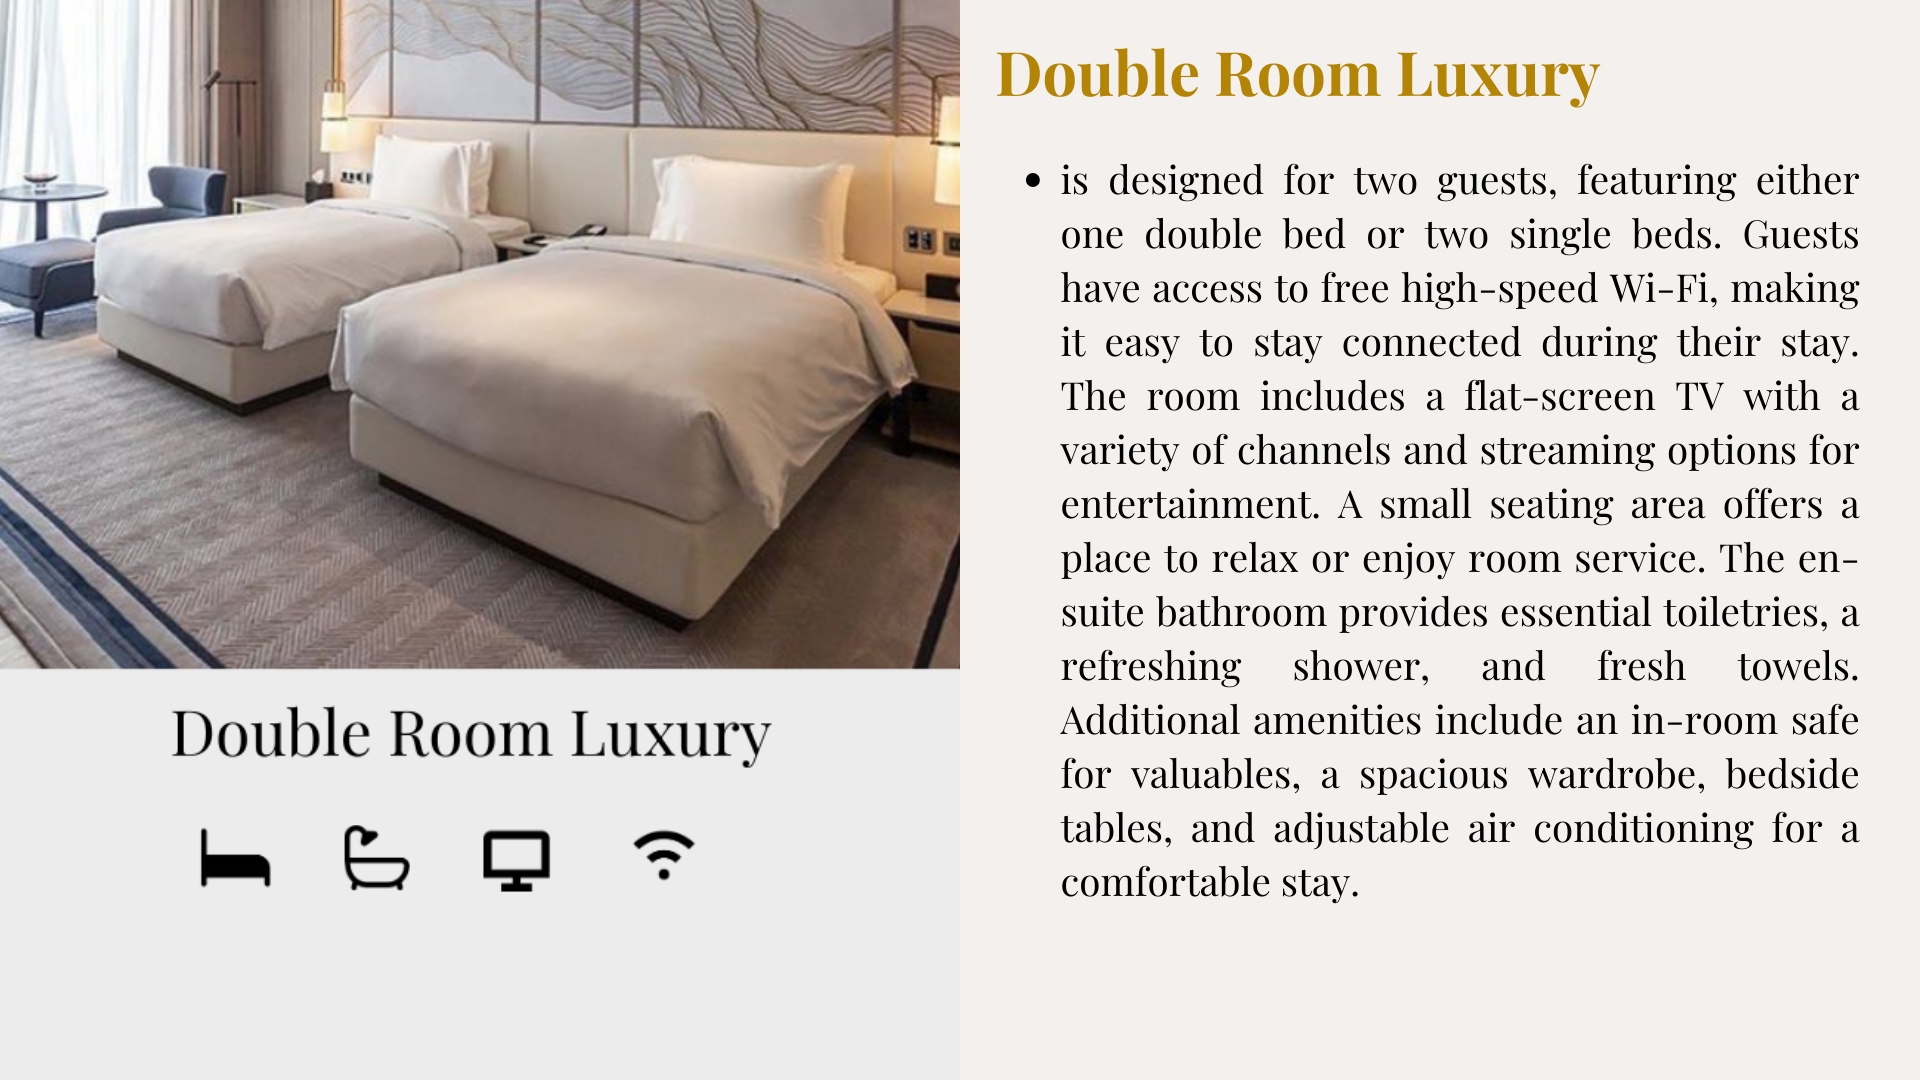 Double Room Luxury
Double Room Luxury
• is designed for two guests, featuring either
one double bed or two single beds. Guests
have access to free high-speed Wi-Fi, making
it easy to stay connected during their stay.
The room includes a flat-screen TV with a
variety of channels and streaming options for
entertainment. A small seating area offers a
place to relax or enjoy room service. The en-
suite bathroom provides essential toiletries, a
refreshing shower, and fresh towels.
Additional amenities include an in-room safe
for valuables, a spacious wardrobe, bedside
tables, and adjustable air conditioning for a
comfortable stay.